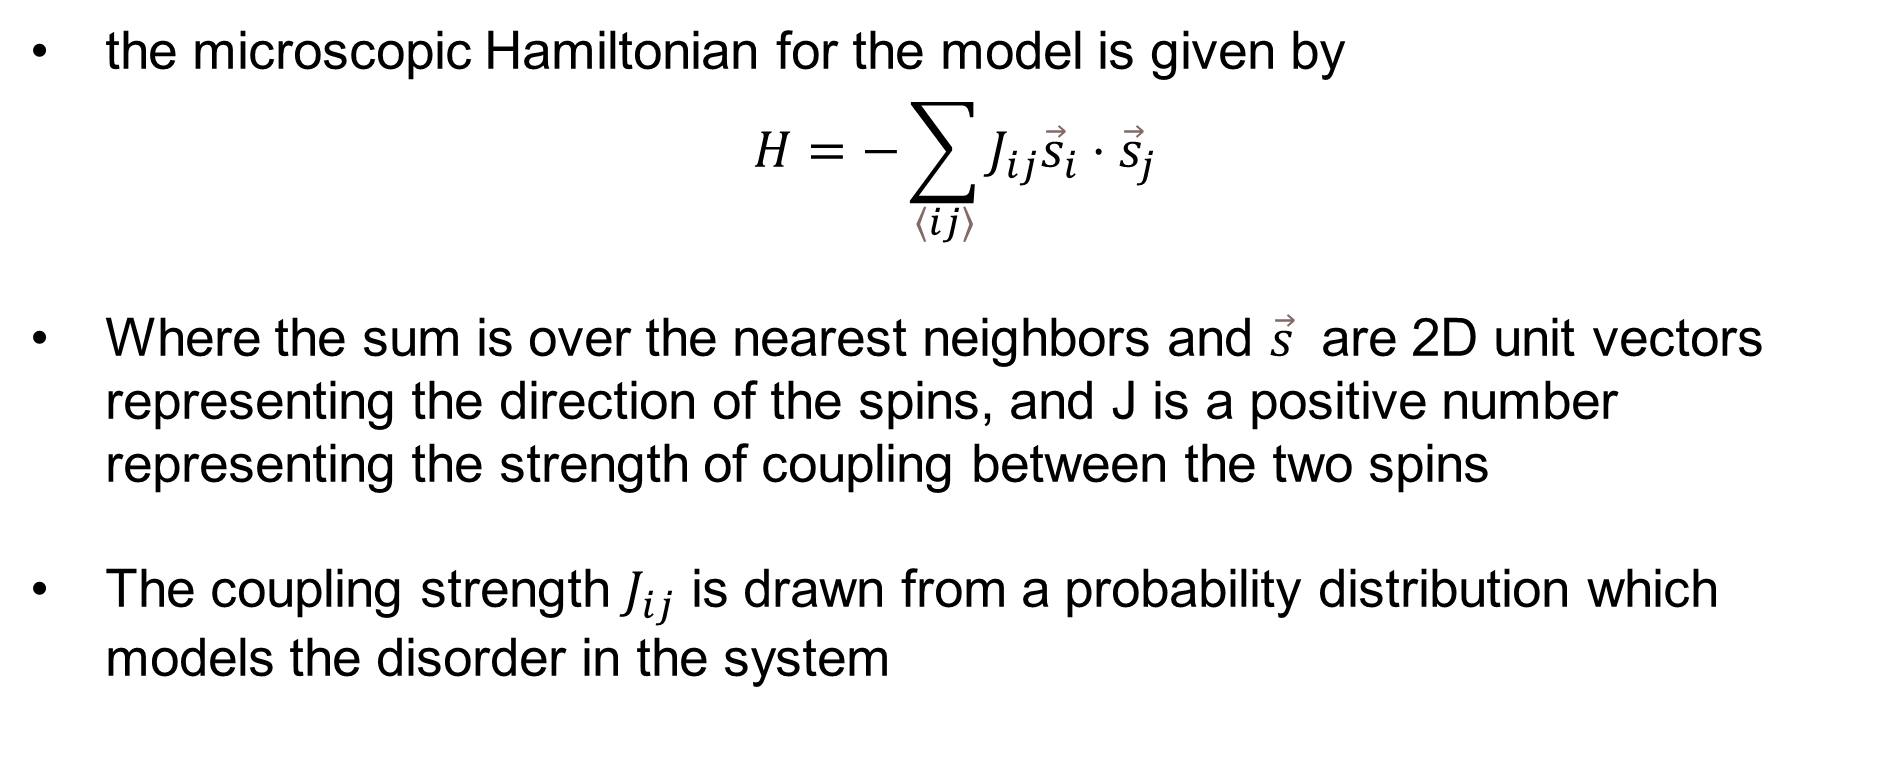 • the microscopic Hamiltonian for the model is given by
H = − ∑⟨ij⟩ J_ij s⃗_i · s⃗_j
• Where the sum is over the nearest neighbors and s⃗ are 2D unit vectors
representing the direction of the spins, and J is a positive number
representing the strength of coupling between the two spins
• The coupling strength J_ij is drawn from a probability distribution which
models the disorder in the system